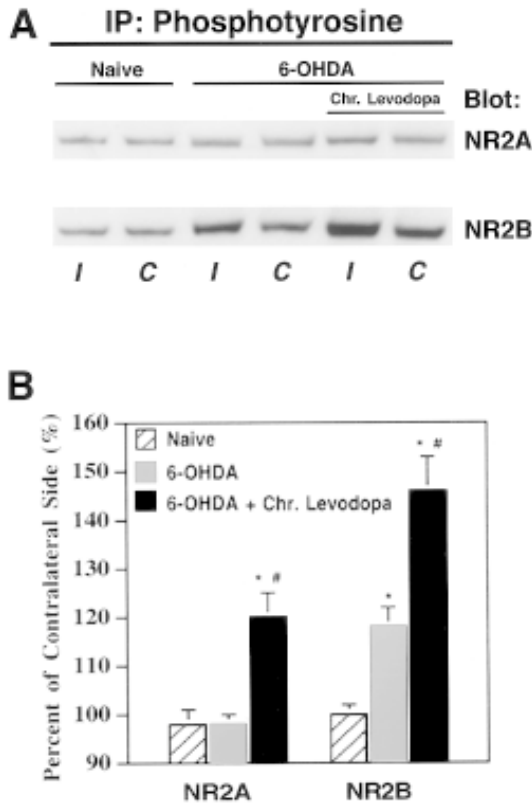 A
IP: Phosphotyrosine
Naive 6-OHDA
Chr. Levodopa Blot:
NR2A
NR2B
I C I C I C
B
Percent of Contralateral Side (%)
160
150
140
130
120
110
100
90
Naive
6-OHDA
6-OHDA + Chr. Levodopa
* #
* #
*
NR2A NR2B